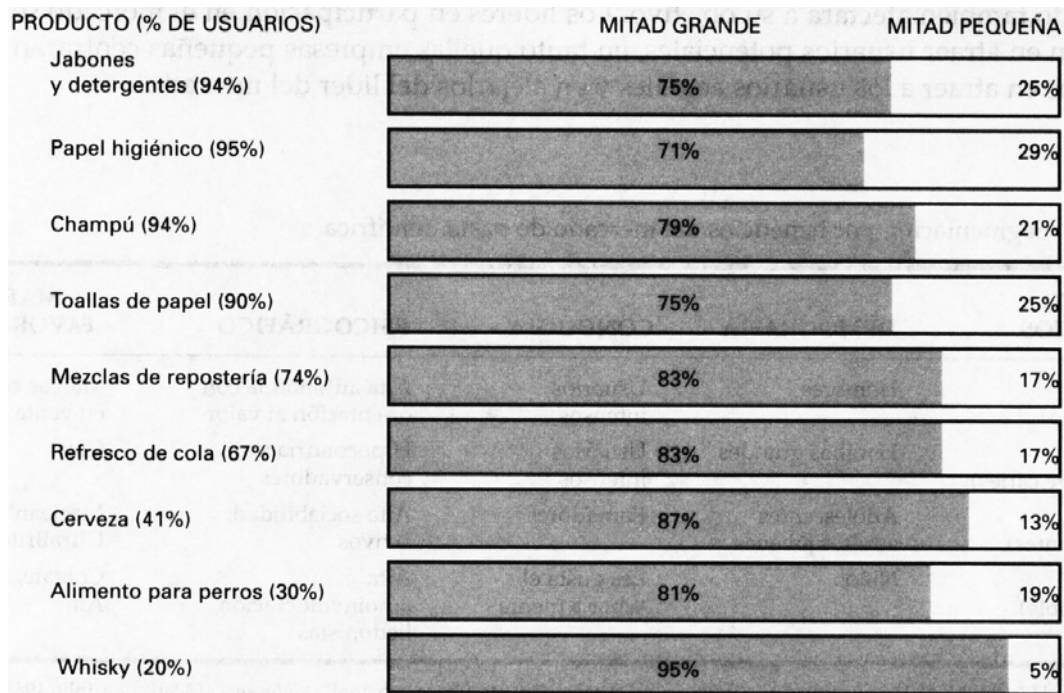 PRODUCTO (% DE USUARIOS) MITAD GRANDE MITAD PEQUEÑA
Jabones
y detergentes (94%) 75% 25%
Papel higiénico (95%) 71% 29%
Champú (94%) 79% 21%
Toallas de papel (90%) 75% 25%
Mezclas de repostería (74%) 83% 17%
Refresco de cola (67%) 83% 17%
Cerveza (41%) 87% 13%
Alimento para perros (30%) 81% 19%
Whisky (20%) 95% 5%